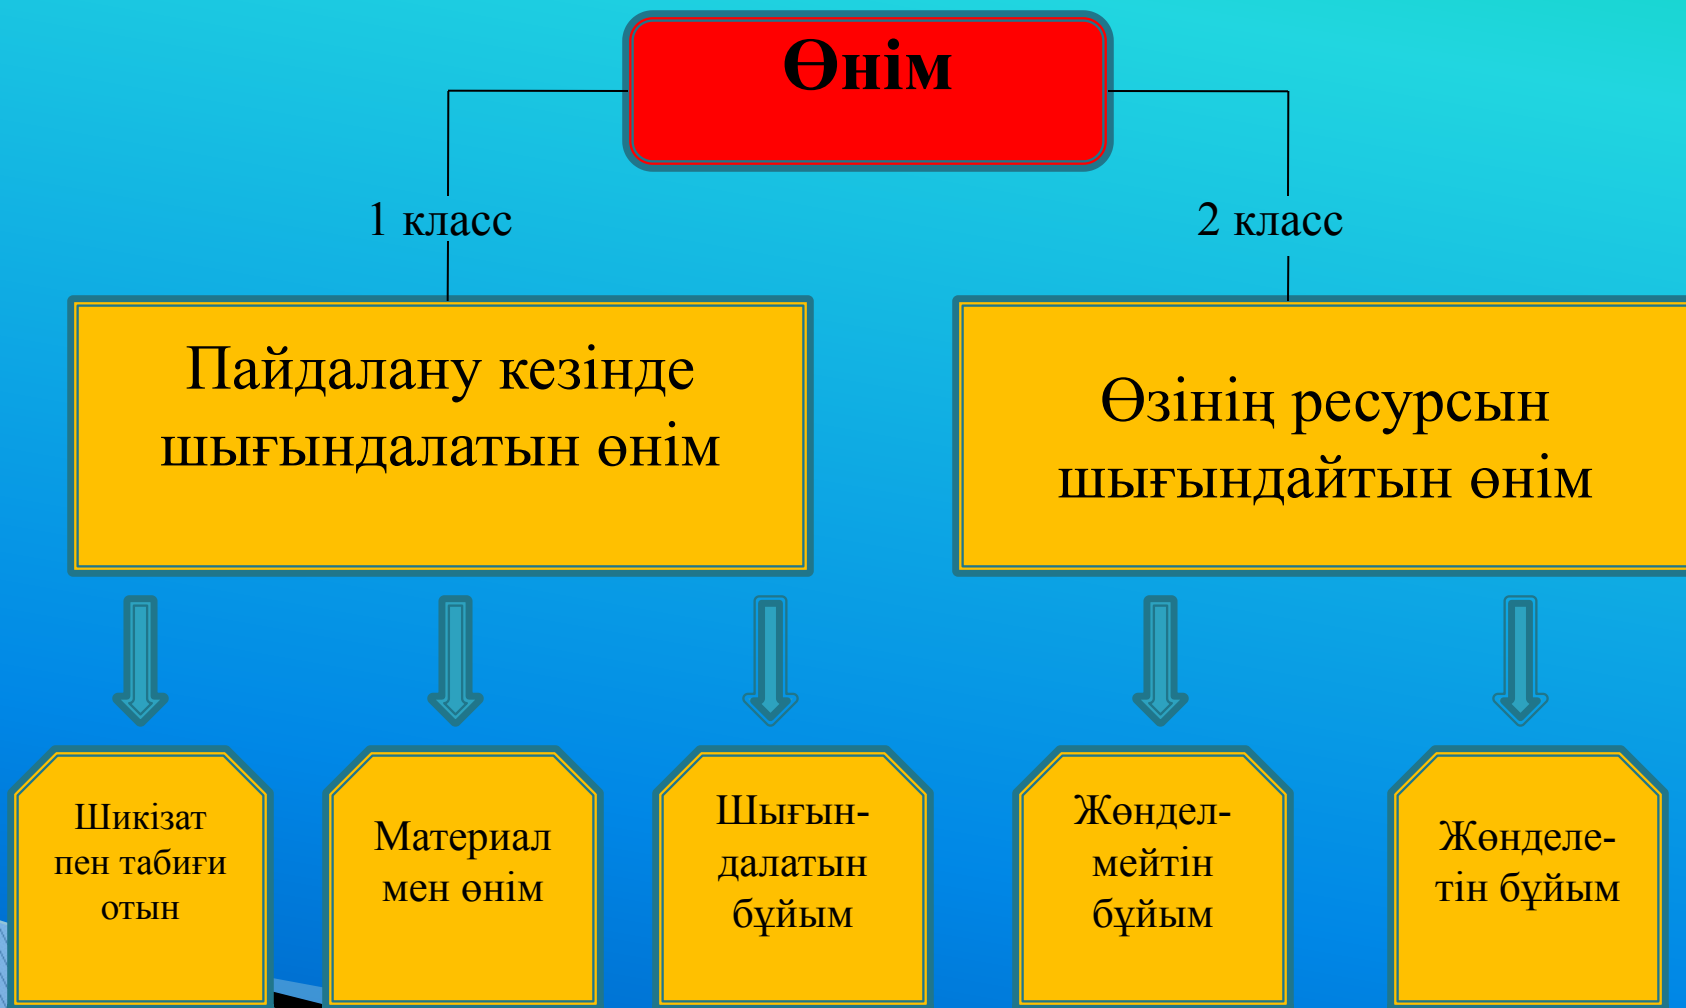 Өнім
1 класс
2 класс
Пайдалану кезінде
шығындалатын өнім
Өзінің ресурсын
шығындайтын өнім
Шикізат
пен табиғи
отын
Материал
мен өнім
Шығын-
далатын
бұйым
Жөндел-
мейтін
бұйым
Жөнделе-
тін бұйым